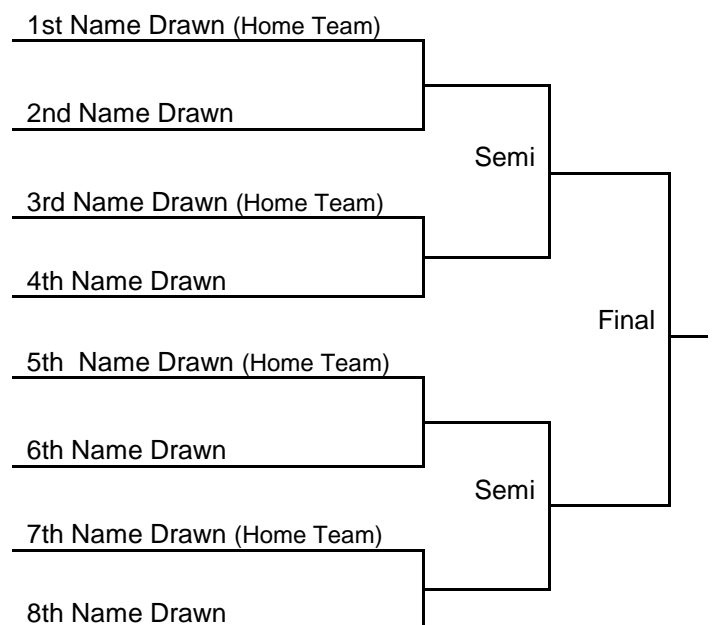 1st Name Drawn (Home Team)
2nd Name Drawn
Semi
3rd Name Drawn (Home Team)
4th Name Drawn
Final
5th  Name Drawn (Home Team)
6th Name Drawn
Semi
7th Name Drawn (Home Team)
8th Name Drawn